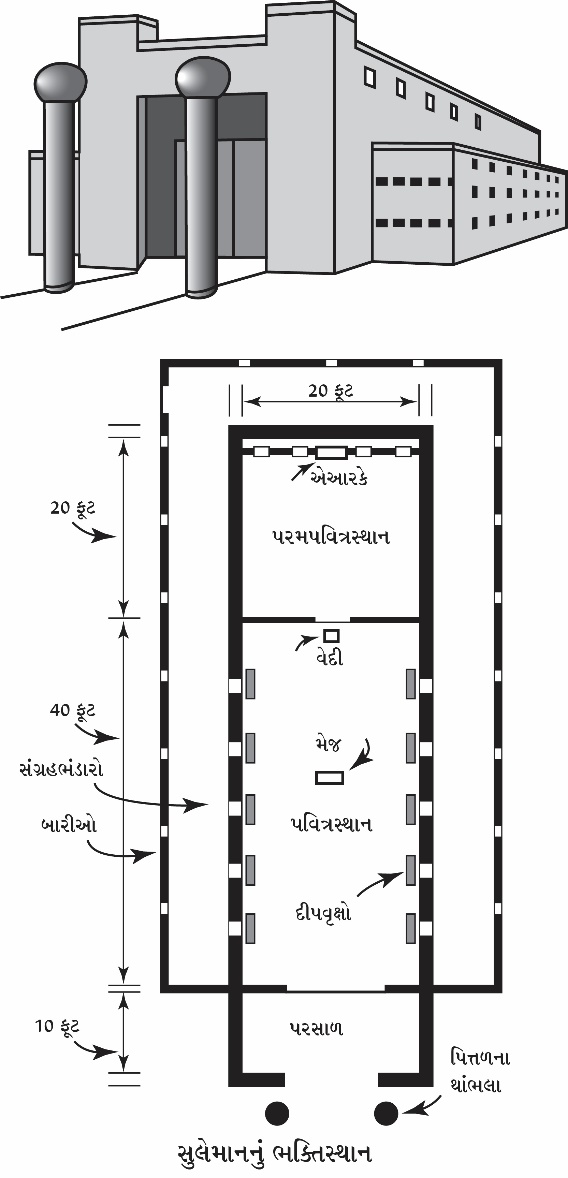 20 ફૂટ
એઆરકે
20 ફૂટ
પરમપવિત્રસ્થાન
વેદી
40 ફૂટ
મેજ
સંગ્રહભંડારો
બારીઓ
પવિત્રસ્થાન
દીપવૃક્ષો
10 ફૂટ
પરસાળ
પિત્તળના
થાંભલા
સુલેમાનનું ભક્તિસ્થાન